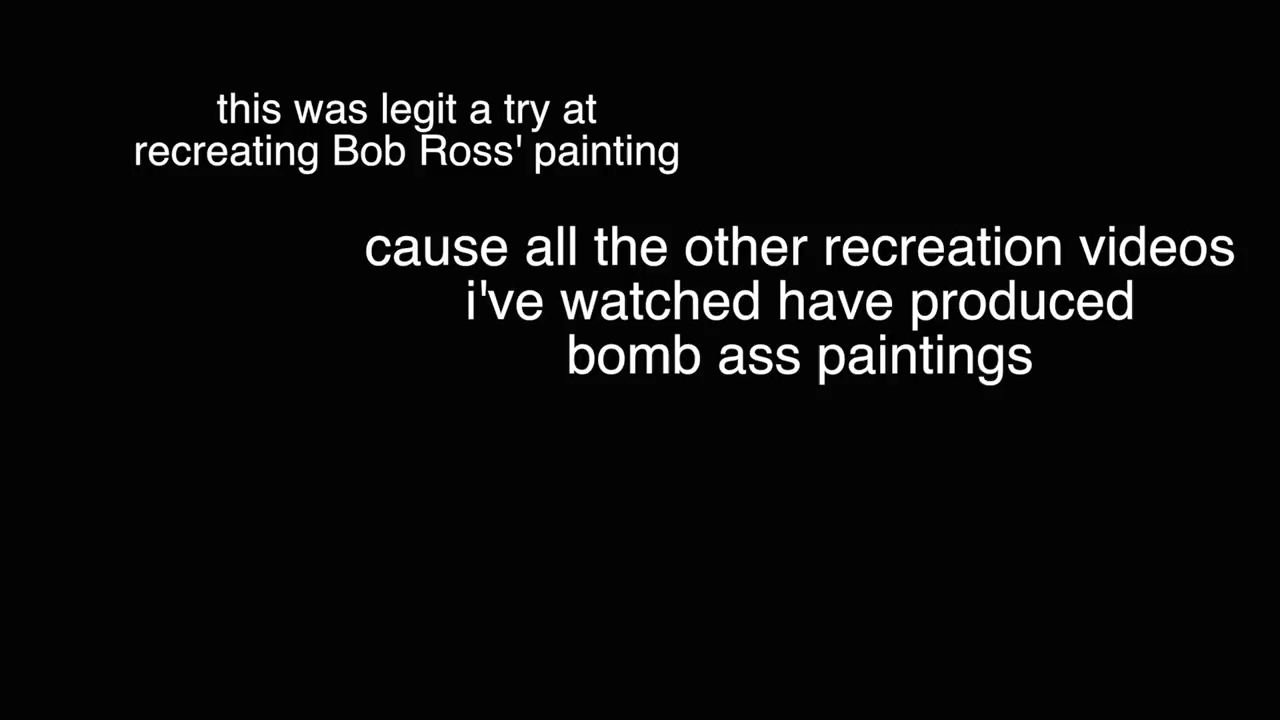 this was legit a try at
recreating Bob Ross' painting
cause all the other recreation videos
i've watched have produced
bomb ass paintings